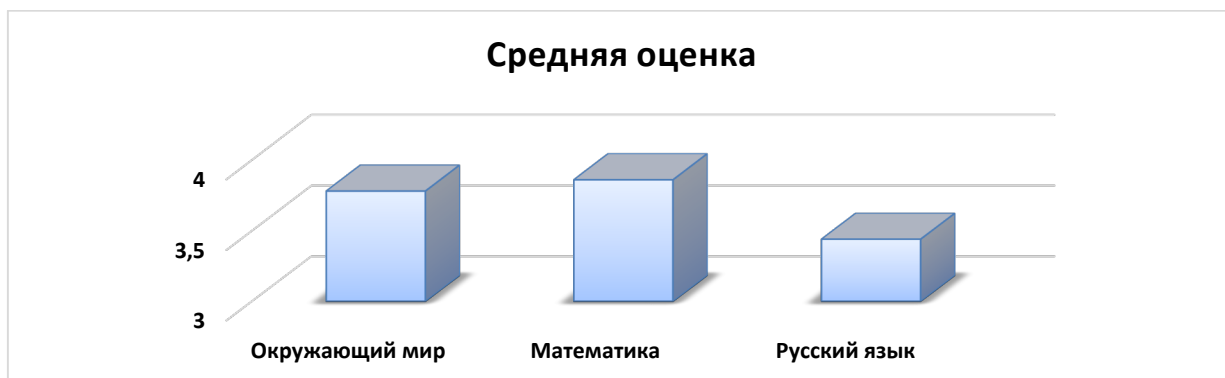 Средняя оценка
4
3,5
3
Окружающий мир
Математика
Русский язык